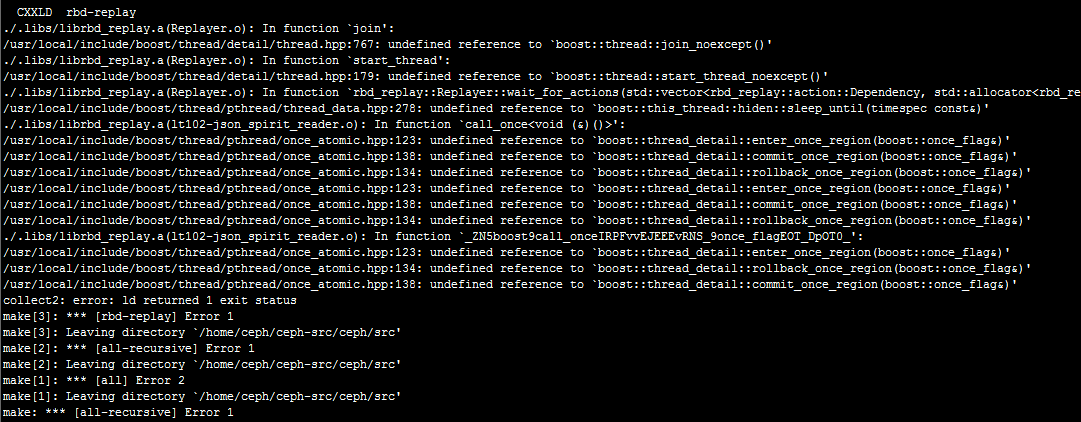 CXXLD rbd-replay
./.libs/librbd_replay.a(Replayer.o): In function `join':
/usr/local/include/boost/thread/detail/thread.hpp:767: undefined reference to `boost::thread::join_noexcept()'
./.libs/librbd_replay.a(Replayer.o): In function `start_thread':
/usr/local/include/boost/thread/detail/thread.hpp:179: undefined reference to `boost::thread::start_thread_noexcept()'
./.libs/librbd_replay.a(Replayer.o): In function `rbd_replay::Replayer::wait_for_actions(std::vector<rbd_replay::action::Dependency, std::allocator<rbd_re
/usr/local/include/boost/thread/pthread/thread_data.hpp:278: undefined reference to `boost::this_thread::hiden::sleep_until(timespec const&)'
./.libs/librbd_replay.a(lt102-json_spirit_reader.o): In function `call_once<void (&)()>':
/usr/local/include/boost/thread/pthread/once_atomic.hpp:123: undefined reference to `boost::thread_detail::enter_once_region(boost::once_flag&)'
/usr/local/include/boost/thread/pthread/once_atomic.hpp:138: undefined reference to `boost::thread_detail::commit_once_region(boost::once_flag&)'
/usr/local/include/boost/thread/pthread/once_atomic.hpp:134: undefined reference to `boost::thread_detail::rollback_once_region(boost::once_flag&)'
/usr/local/include/boost/thread/pthread/once_atomic.hpp:123: undefined reference to `boost::thread_detail::enter_once_region(boost::once_flag&)'
/usr/local/include/boost/thread/pthread/once_atomic.hpp:138: undefined reference to `boost::thread_detail::commit_once_region(boost::once_flag&)'
/usr/local/include/boost/thread/pthread/once_atomic.hpp:134: undefined reference to `boost::thread_detail::rollback_once_region(boost::once_flag&)'
./.libs/librbd_replay.a(lt102-json_spirit_reader.o): In function `_ZN5boost9call_onceIRPFvvEJEEEvRNS_9once_flagEOT_DpOT0_':
/usr/local/include/boost/thread/pthread/once_atomic.hpp:123: undefined reference to `boost::thread_detail::enter_once_region(boost::once_flag&)'
/usr/local/include/boost/thread/pthread/once_atomic.hpp:134: undefined reference to `boost::thread_detail::rollback_once_region(boost::once_flag&)'
/usr/local/include/boost/thread/pthread/once_atomic.hpp:138: undefined reference to `boost::thread_detail::commit_once_region(boost::once_flag&)'
collect2: error: ld returned 1 exit status
make[3]: *** [rbd-replay] Error 1
make[3]: Leaving directory `/home/ceph/ceph-src/ceph/src'
make[2]: *** [all-recursive] Error 1
make[2]: Leaving directory `/home/ceph/ceph-src/ceph/src'
make[1]: *** [all] Error 2
make[1]: Leaving directory `/home/ceph/ceph-src/ceph/src'
make: *** [all-recursive] Error 1